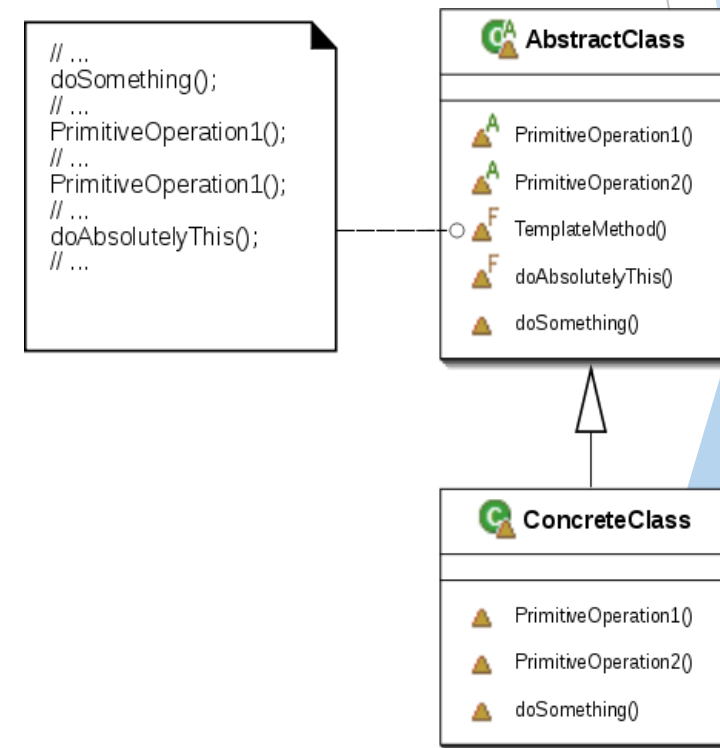 // ...
doSomething();
// ...
PrimitiveOperation1();
// ...
PrimitiveOperation1();
// ...
doAbsolutelyThis();
// ...
A
AbstractClass
A
PrimitiveOperation1()
A
PrimitiveOperation2()
F
TemplateMethod()
F
doAbsolutelyThis()
doSomething()
C
ConcreteClass
PrimitiveOperation1()
PrimitiveOperation2()
doSomething()